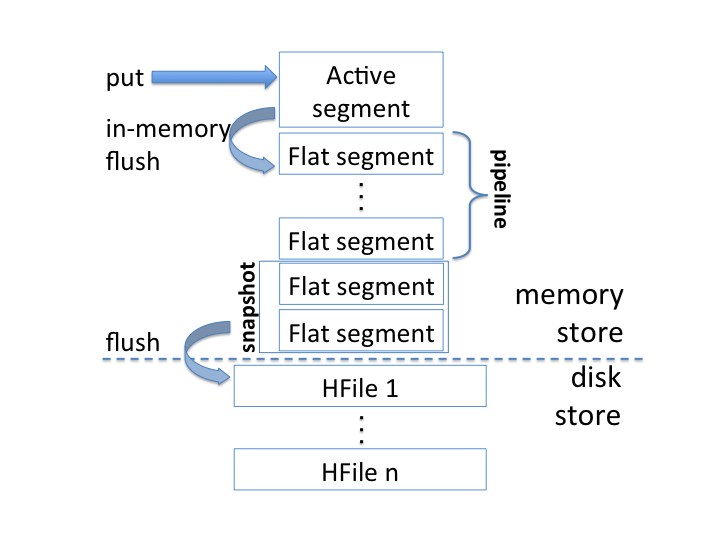 put
Active
segment
in-memory
flush
Flat segment
pipeline
Flat segment
snapshot
Flat segment
Flat segment
memory
store
flush
disk
store
HFile 1
HFile n